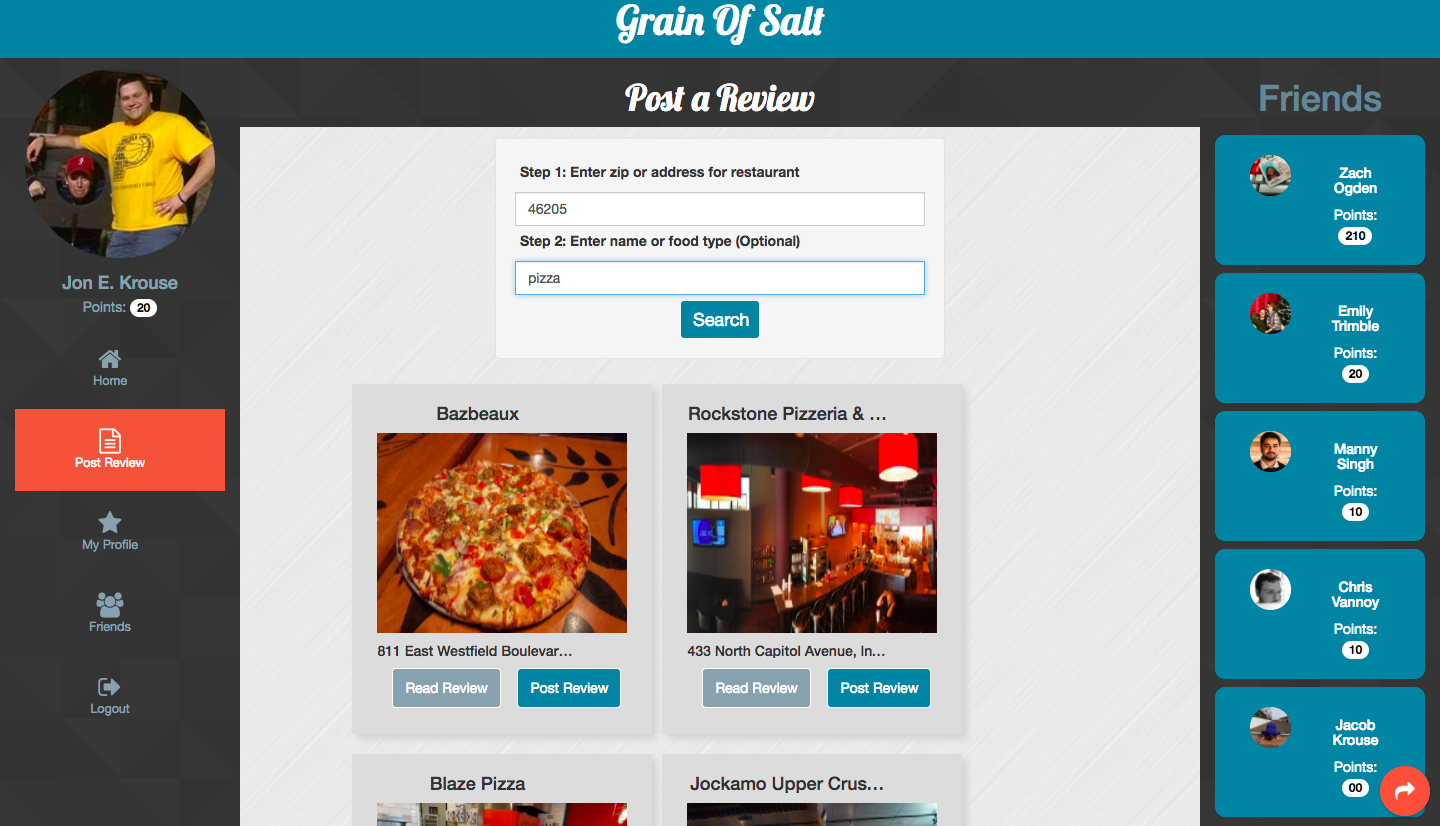 Grain Of Salt
Jon E. Krouse
Points: 20
Home
Post Review
My Profile
Friends
Logout
Post a Review
Step 1: Enter zip or address for restaurant
46205
Step 2: Enter name or food type (Optional)
pizza
Search
Bazbeaux
811 East Westfield Boulevar…
Read Review
Post Review
Rockstone Pizzeria & …
433 North Capitol Avenue, In…
Read Review
Post Review
Blaze Pizza
Jockamo Upper Crus…
Friends
Zach
Ogden
Points:
210
Emily
Trimble
Points:
20
Manny
Singh
Points:
10
Chris
Vannoy
Points:
10
Jacob
Krouse
Points:
00